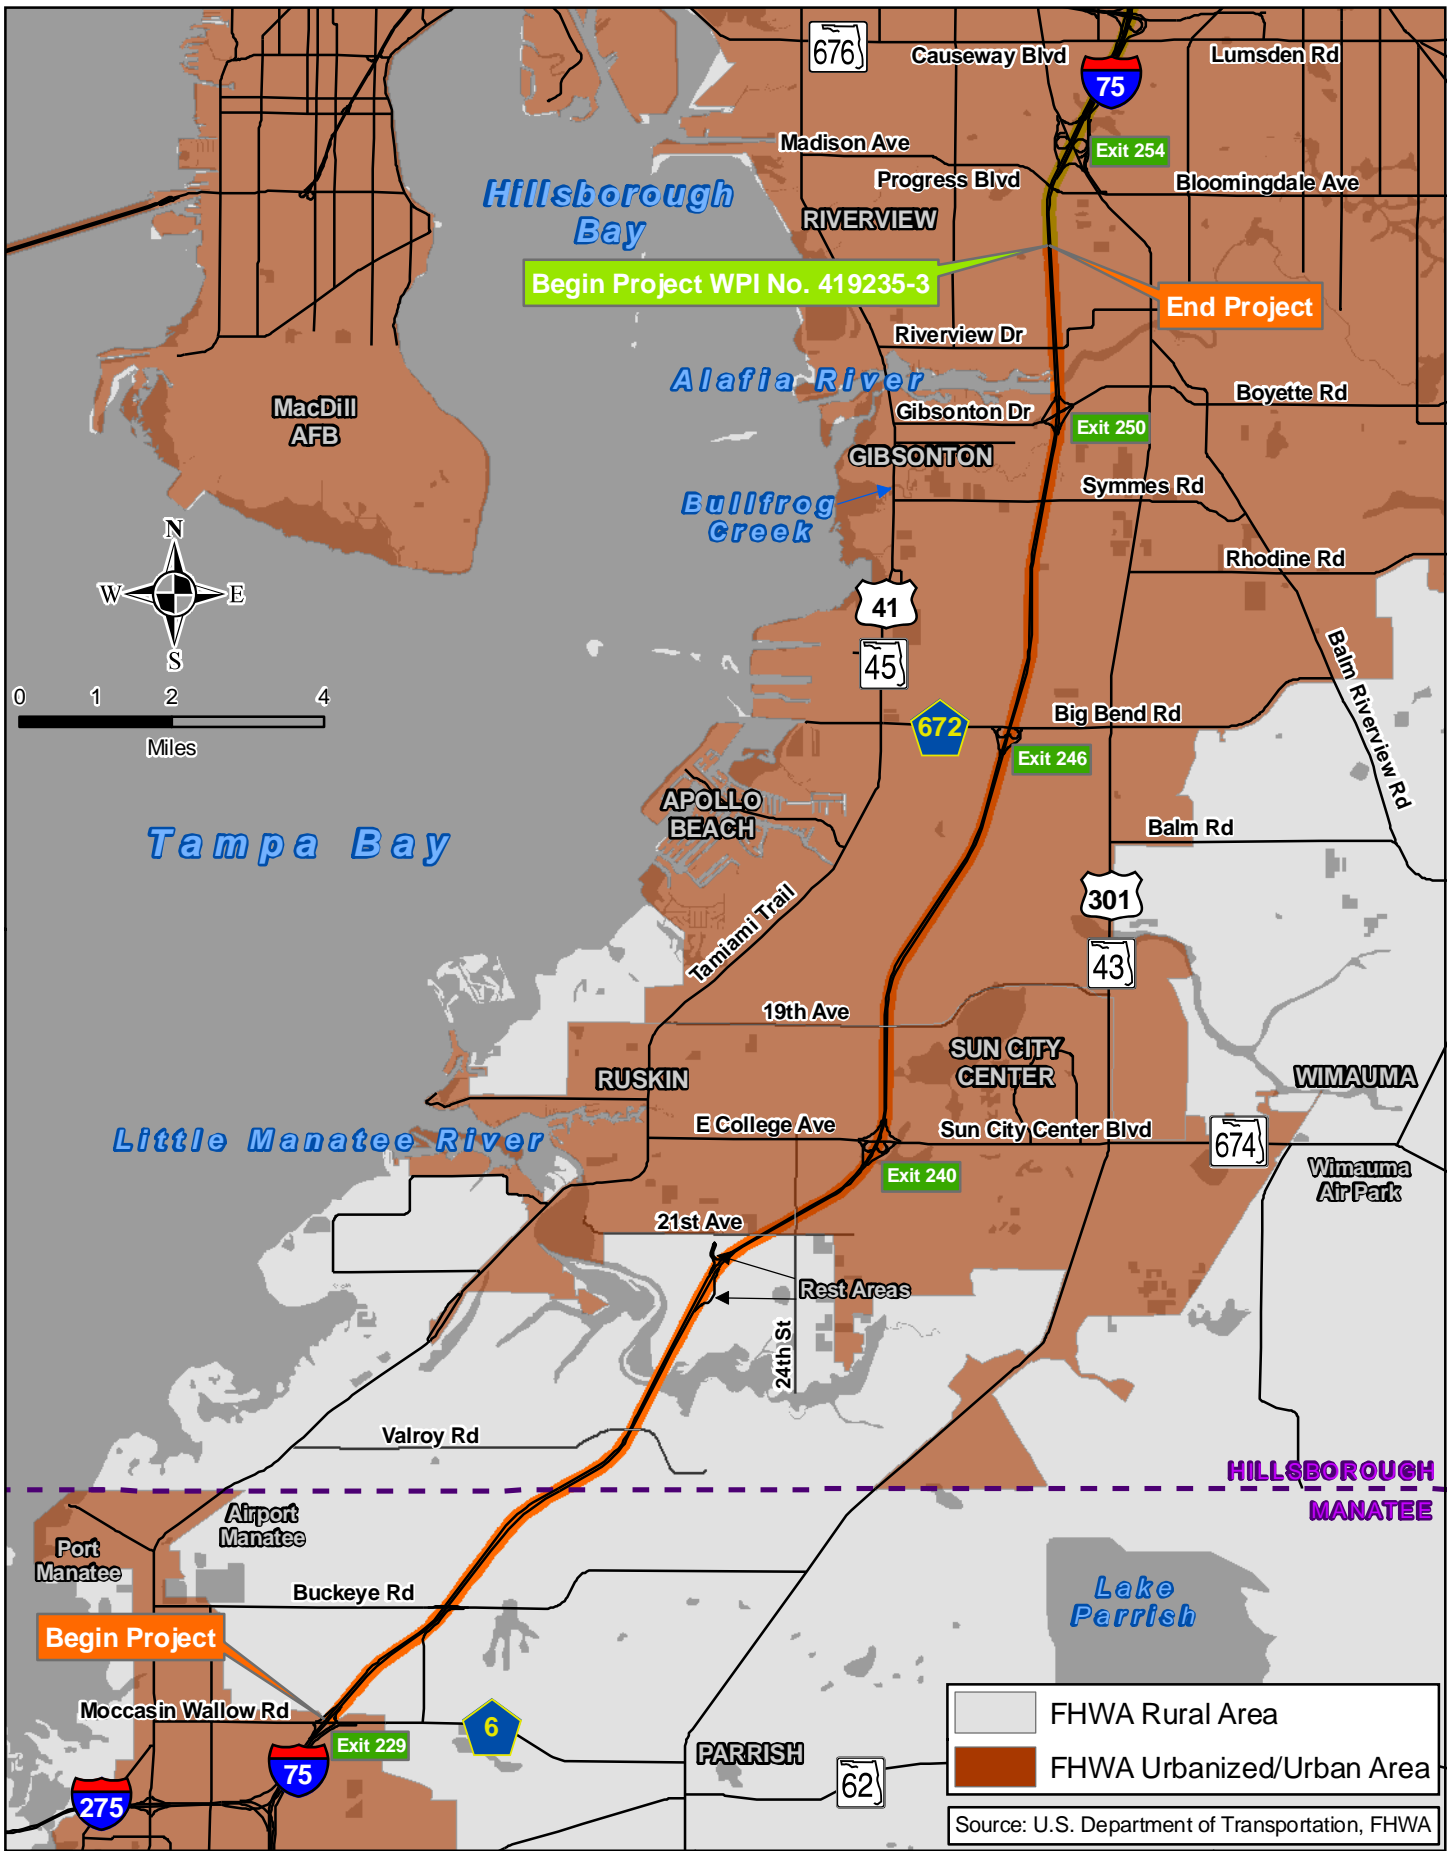 676
Causeway Blvd
Lumsden Rd
75
Madison Ave
Exit 254
Progress Blvd
Bloomingdale Ave
Hillsborough
Bay
RIVERVIEW
Begin Project WPI No. 419235-3
End Project
Riverview Dr
Alafia River
Boyette Rd
MacDill
AFB
Gibsonton Dr
Exit 250
GIBSONTON
Symmes Rd
Bullfrog
Creek
N
W
E
S
Rhodine Rd
41
45
Balm Riverview Rd
0 1 2 4
Miles
672
Big Bend Rd
Exit 246
APOLLO
BEACH
Tampa Bay
Balm Rd
Tamiami Trail
301
43
19th Ave
SUN CITY
CENTER
RUSKIN
WIMAUMA
E College Ave
Sun City Center Blvd
674
Little Manatee River
Exit 240
Wimauma
Air Park
21st Ave
Rest Areas
24th St
Valroy Rd
HILLSBOROUGH
MANATEE
Airport
Manatee
Port
Manatee
Buckeye Rd
Lake
Parrish
Begin Project
Moccasin Wallow Rd
6
Exit 229
75
PARRISH
275
62
FHWA Rural Area
FHWA Urbanized/Urban Area
Source: U.S. Department of Transportation, FHWA